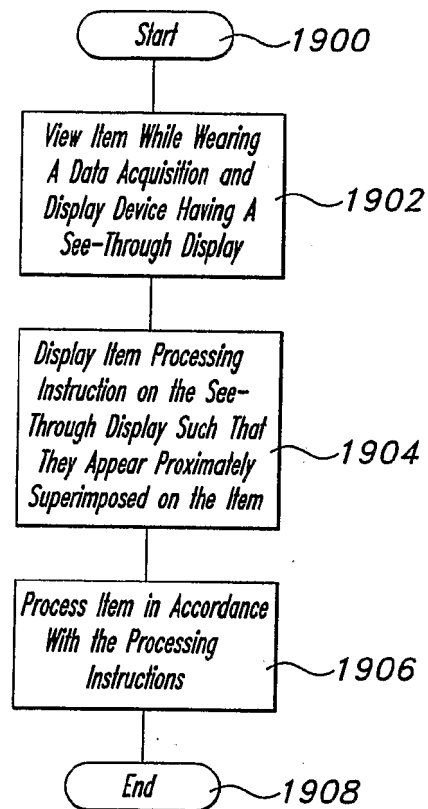 Start
1900
View Item While Wearing
A Data Acquisition and
Display Device Having A
See-Through Display
1902
Display Item Processing
Instruction on the See-
Through Display Such That
They Appear Proximately
Superimposed on the Item
1904
Process Item in Accordance
With the Processing
Instructions
1906
End
1908